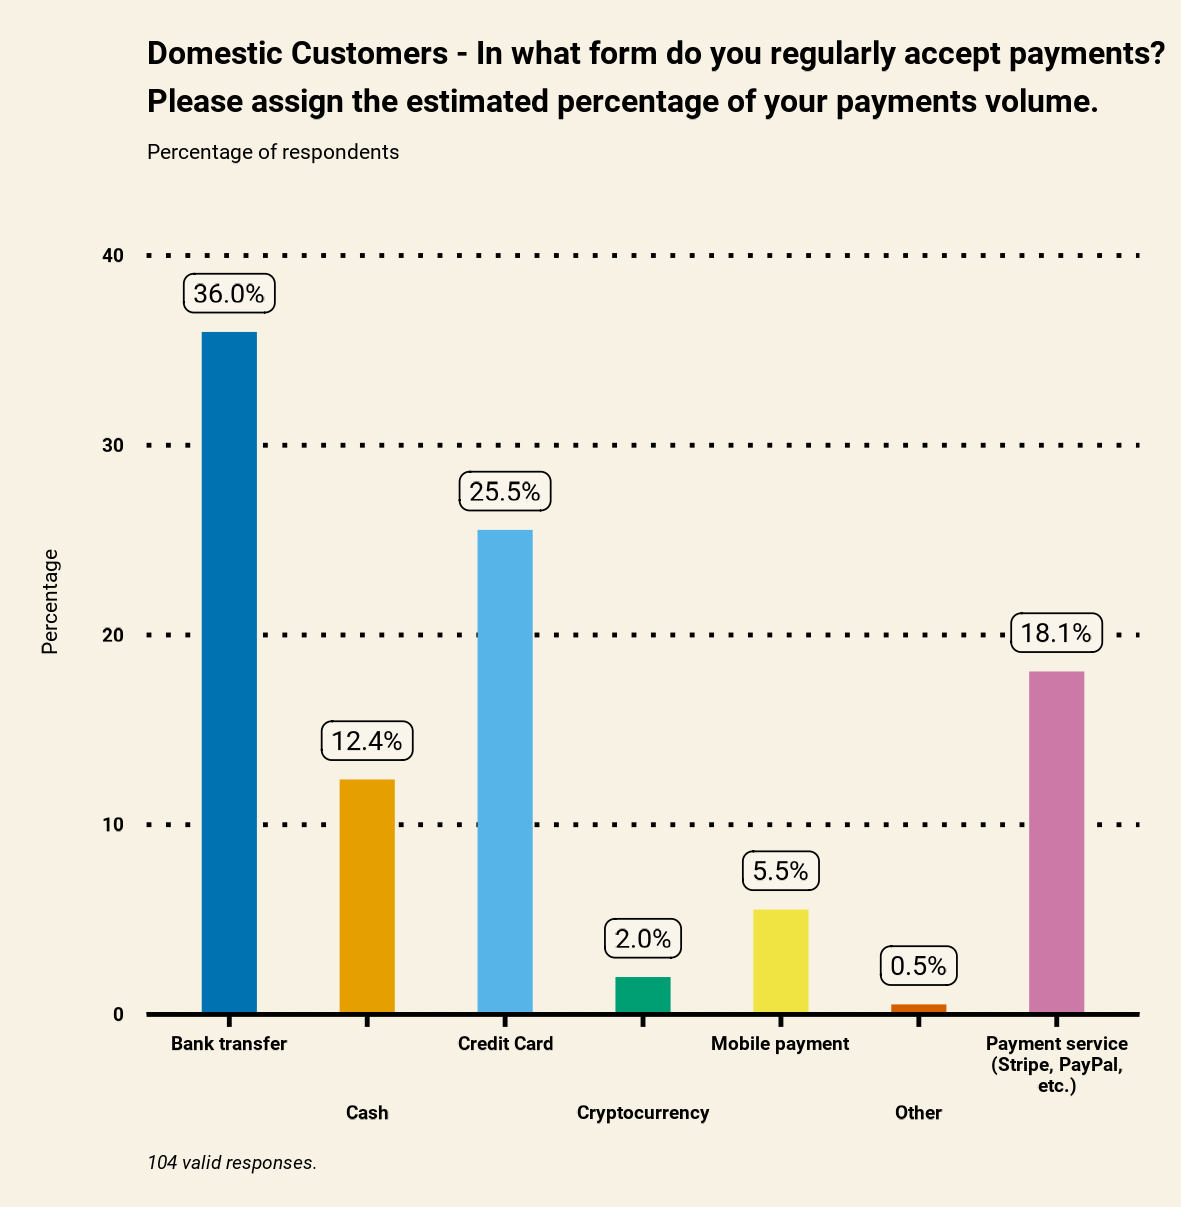 Domestic Customers - In what form do you regularly accept payments?
Please assign the estimated percentage of your payments volume.
Percentage of respondents
40
36.0%
30
25.5%
Percentage
20
18.1%
12.4%
10
5.5%
2.0%
0.5%
0
Bank transfer
Credit Card
Mobile payment
Payment service
(Stripe, PayPal,
etc.)
Cash
Cryptocurrency
Other
104 valid responses.